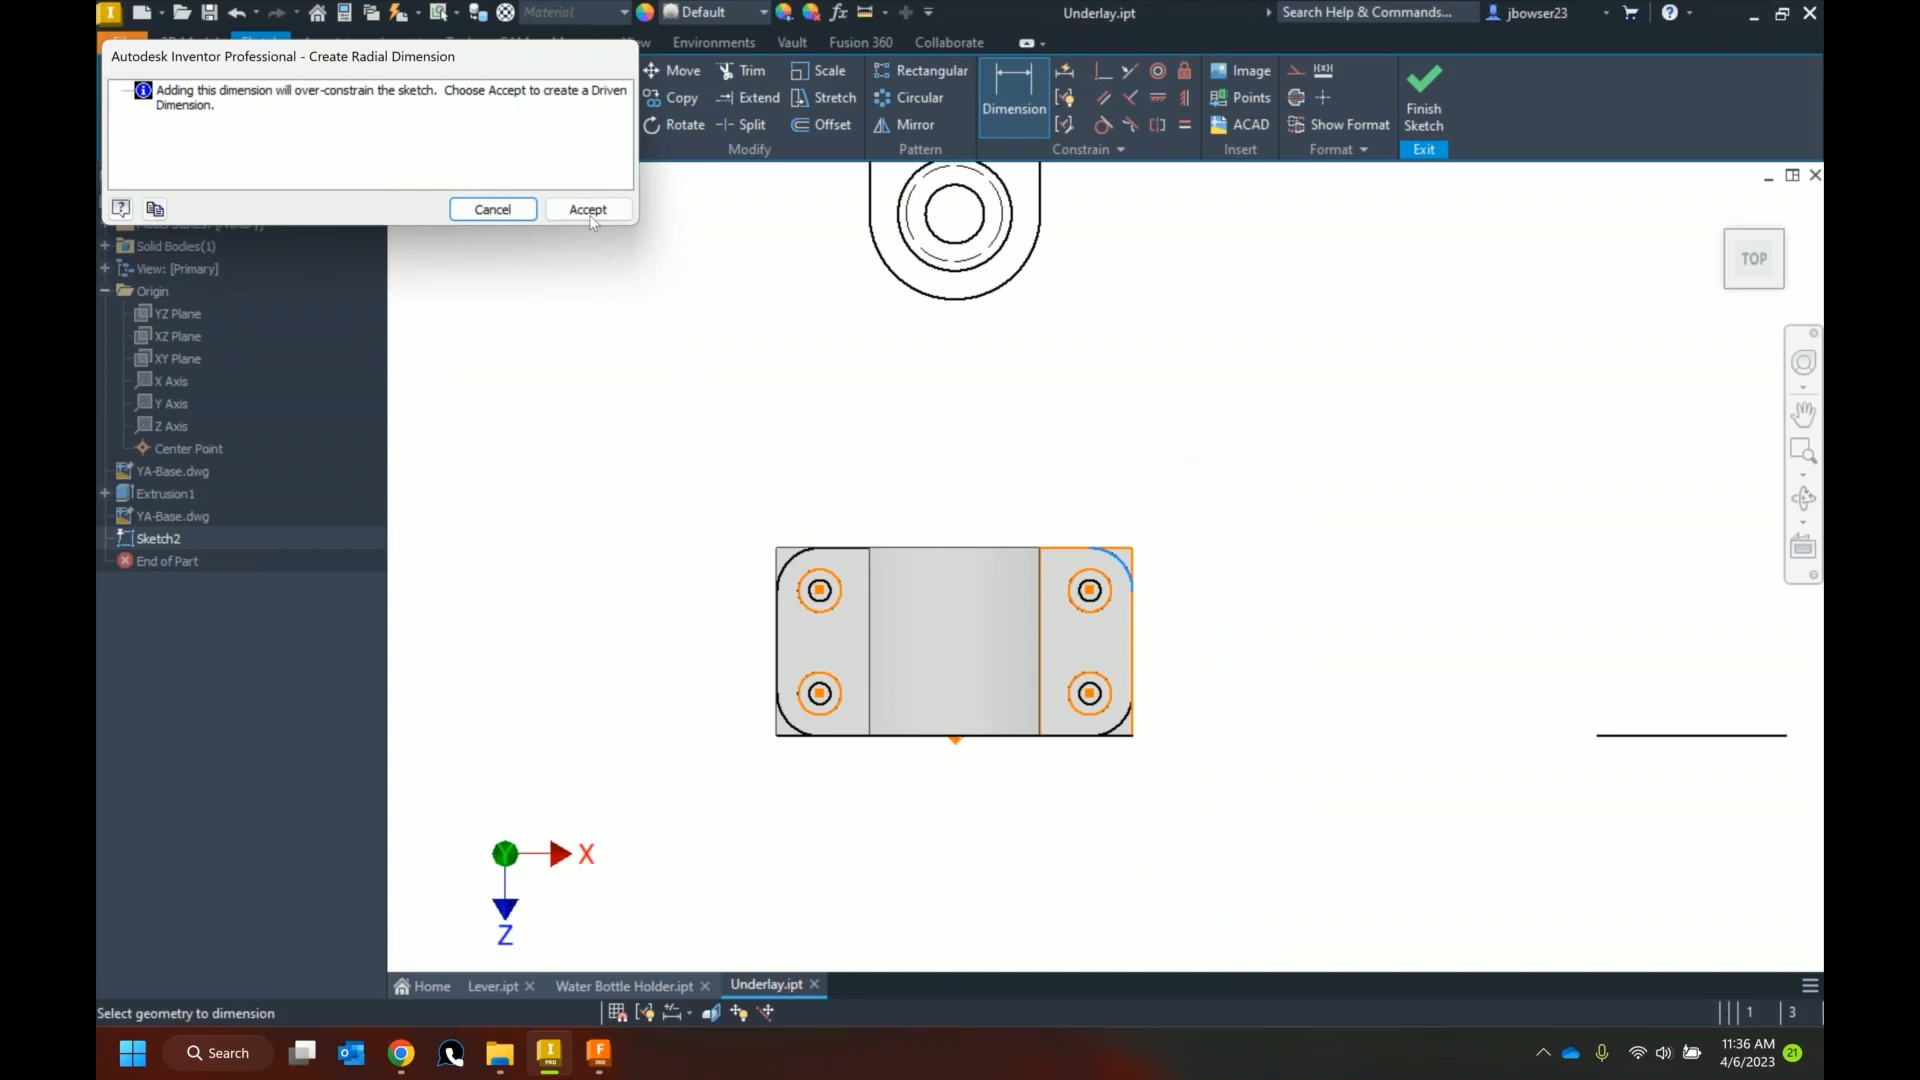 Material
Default
Underlay.ipt
Search Help & Commands...
jbowser23
Environments
Vault
Fusion 360
Collaborate
Autodesk Inventor Professional - Create Radial Dimension
Adding this dimension will over-constrain the sketch. Choose Accept to create a Driven
Dimension.
Cancel
Accept
Move
Trim
Scale
Copy
Extend
Stretch
Rotate
Split
Offset
Modify
Rectangular
Circular
Mirror
Pattern
Dimension
Constrain
Image
Points
ACAD
Insert
Show Format
Format
Finish
Sketch
Exit
Solid Bodies(1)
View: [Primary]
Origin
YZ Plane
XZ Plane
XY Plane
X Axis
Y Axis
Z Axis
Center Point
YA-Base.dwg
Extrusion1
YA-Base.dwg
Sketch2
End of Part
TOP
Y
X
Z
Home
Lever.ipt
Water Bottle Holder.ipt
Underlay.ipt
Select geometry to dimension
1
3
Search
11:36 AM
4/6/2023
21